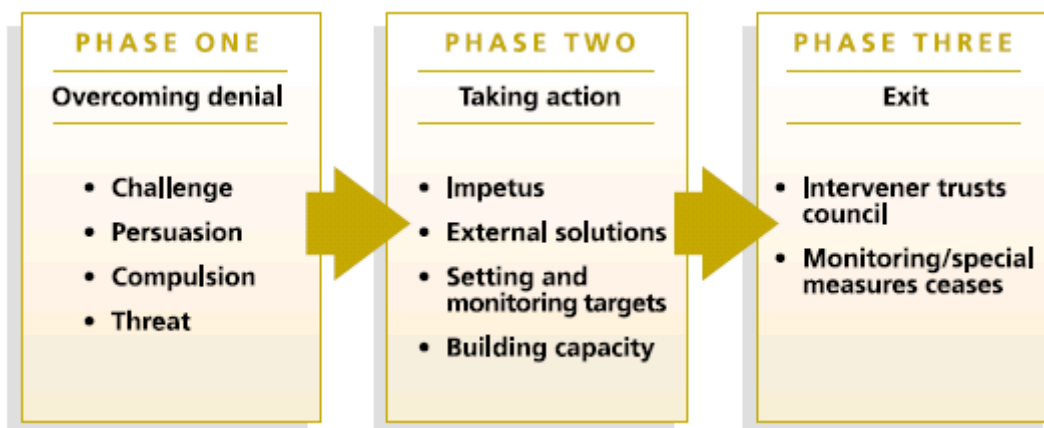 PHASE ONE
Overcoming denial
• Challenge
• Persuasion
• Compulsion
• Threat
PHASE TWO
Taking action
• Impetus
• External solutions
• Setting and
monitoring targets
• Building capacity
PHASE THREE
Exit
• Intervener trusts
council
• Monitoring/special
measures ceases